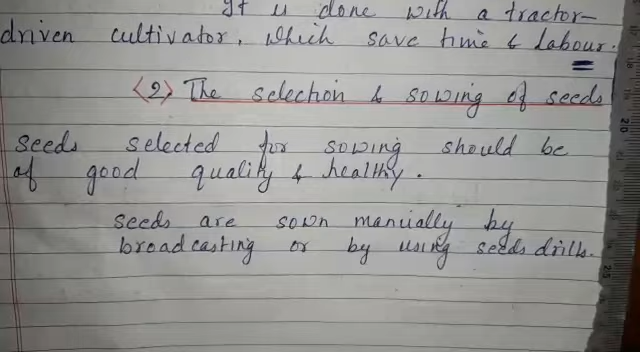 It is done with a tractor-
driven cultivator, which save time & labour.
<2> The selection & sowing of seeds
seeds selected for sowing should be
of good quality & healthy.
seeds are sown manually by
broadcasting or by using seeds drills.
20
25